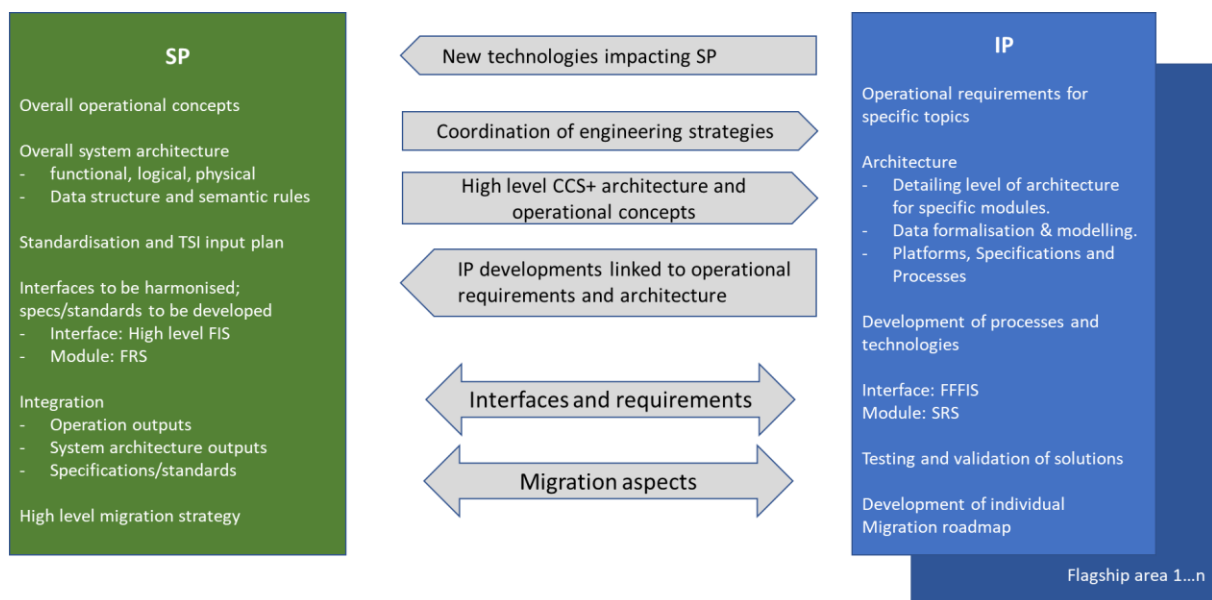 SP
Overall operational concepts
Overall system architecture
- functional, logical, physical
- Data structure and semantic rules
Standardisation and TSI input plan
Interfaces to be harmonised;
specs/standards to be developed
- Interface: High level FIS
- Module: FRS
Integration
- Operation outputs
- System architecture outputs
- Specifications/standards
High level migration strategy
New technologies impacting SP
Coordination of engineering strategies
High level CCS+ architecture and
operational concepts
IP developments linked to operational
requirements and architecture
Interfaces and requirements
Migration aspects
IP
Operational requirements for
specific topics
Architecture
- Detailing level of architecture
for specific modules.
- Data formalisation & modelling.
- Platforms, Specifications and
Processes
Development of processes and
technologies
Interface: FFFIS
Module: SRS
Testing and validation of solutions
Development of individual
Migration roadmap
Flagship area 1...n